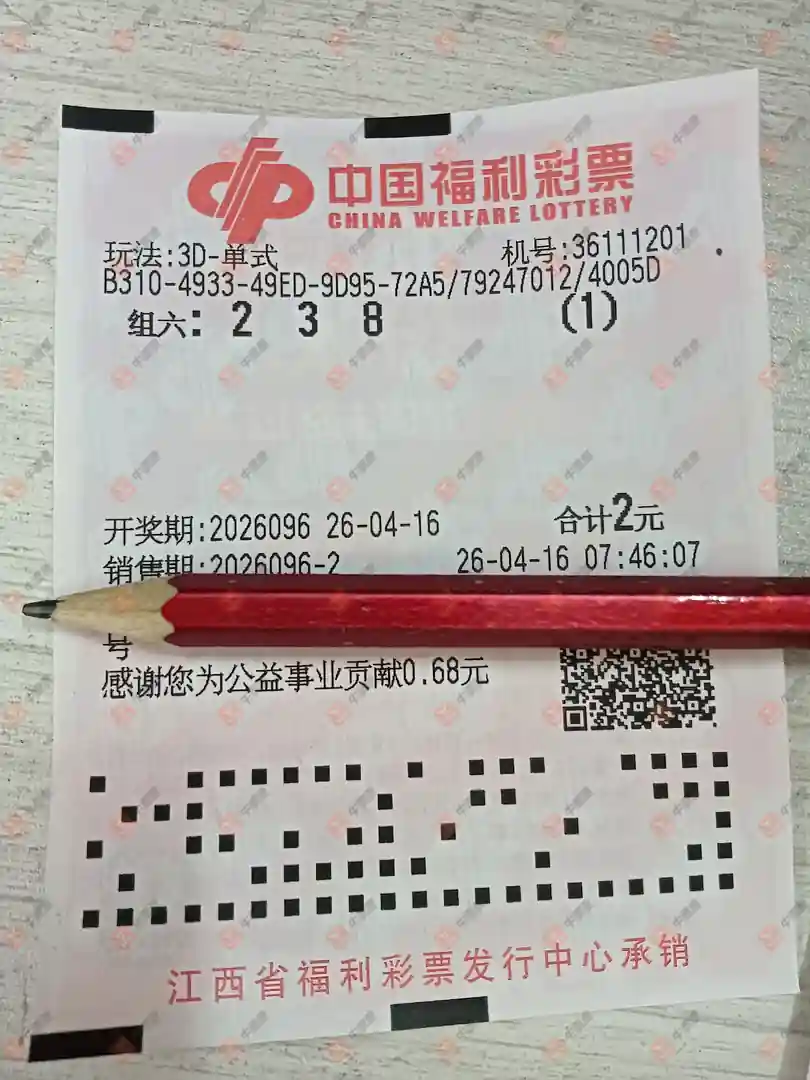 中国福利彩票
CHINA WELFARE LOTTERY
玩法:3D-单式 机号:36111201
B310-4933-49ED-9D95-72A5/79247012/4005D
组六: 2 3 8 (1)
开奖期:2026096 26-04-16 合计2元
销售期:2026096-2 26-04-16 07:46:07
号
感谢您为公益事业贡献0.68元
江西省福利彩票发行中心承销